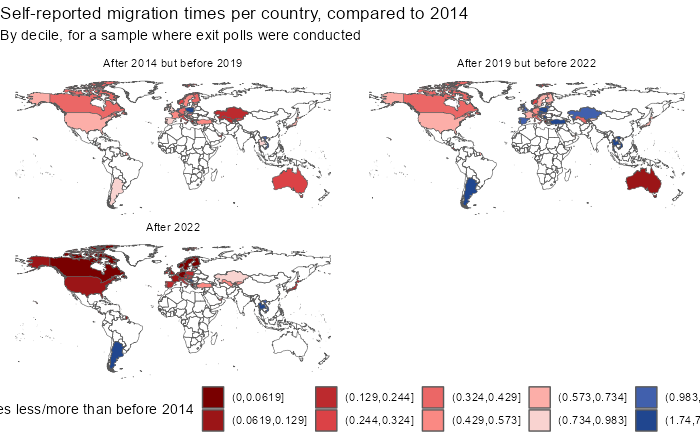 Self-reported migration times per country, compared to 2014
By decile, for a sample where exit polls were conducted
After 2014 but before 2019
After 2019 but before 2022
After 2022
less/more than before 2014
(0,0.0619]
(0.129,0.244]
(0.324,0.429]
(0.573,0.734]
(0.983,
(0.0619,0.129]
(0.244,0.324]
(0.429,0.573]
(0.734,0.983]
(1.74,7